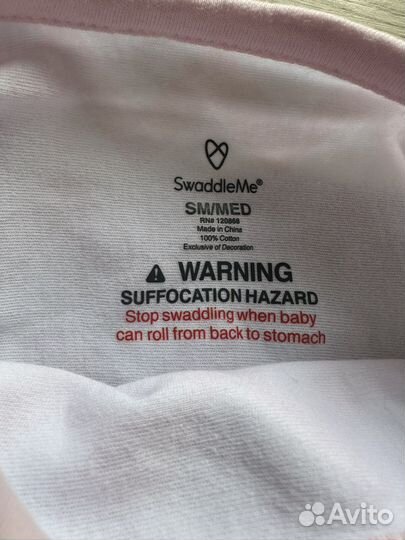 SwaddleMe®
SM/MED
RN# 120868
Made in China
100% Cotton
Exclusive of Decoration
WARNING
SUFFOCATION HAZARD
Stop swaddling when baby
can roll from back to stomach
Avito